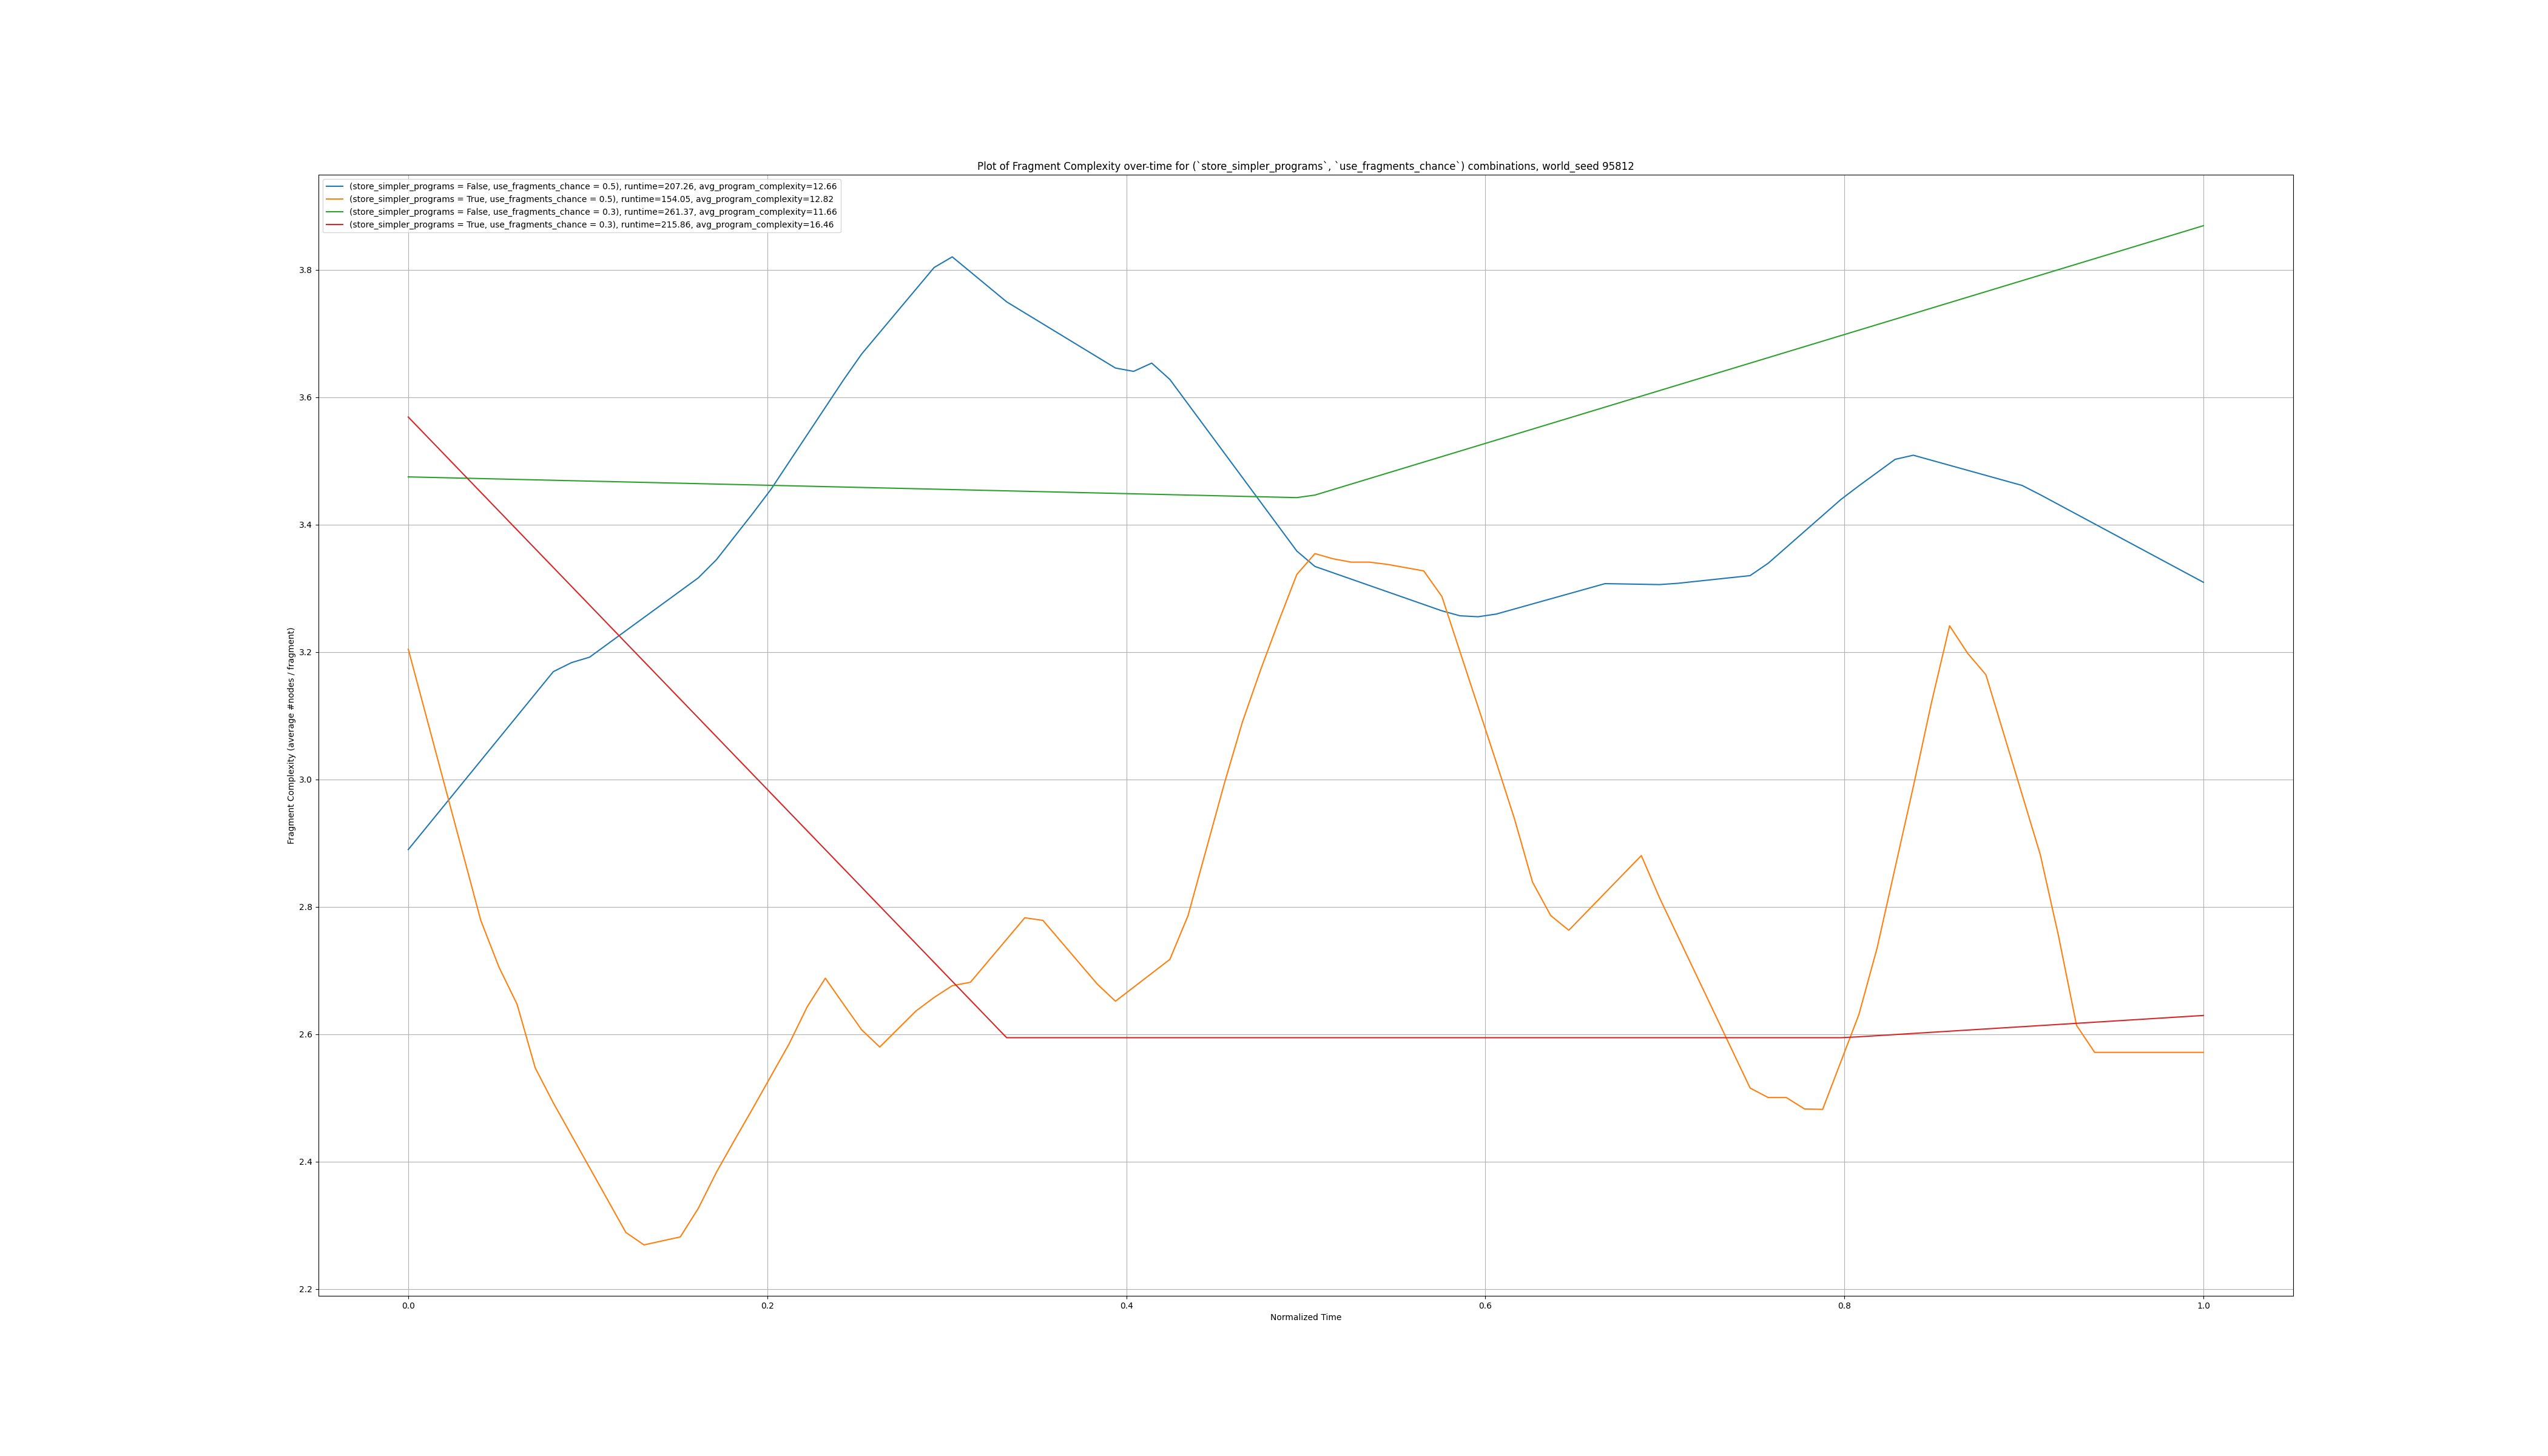 Plot of Fragment Complexity over-time for (`store_simpler_programs`, `use_fragments_chance`) combinations, world_seed 95812
(store_simpler_programs = False, use_fragments_chance = 0.5), runtime=207.26, avg_program_complexity=12.66
(store_simpler_programs = True, use_fragments_chance = 0.5), runtime=154.05, avg_program_complexity=12.82
(store_simpler_programs = False, use_fragments_chance = 0.3), runtime=261.37, avg_program_complexity=11.66
(store_simpler_programs = True, use_fragments_chance = 0.3), runtime=215.86, avg_program_complexity=16.46
Fragment Complexity (average #nodes / fragment)
3.8
3.6
3.4
3.2
3.0
2.8
2.6
2.4
2.2
0.0 0.2 0.4 0.6 0.8 1.0
Normalized Time